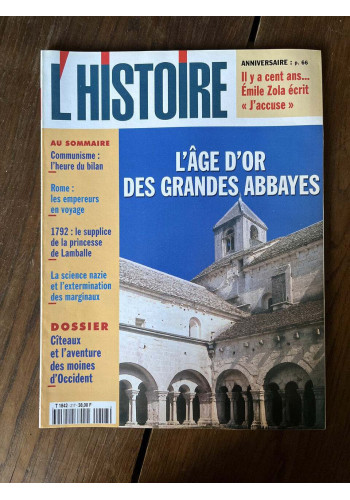 L'HISTOIRE
ANNIVERSAIRE : p. 66
Il y a cent ans...
Émile Zola écrit
« J'accuse »
AU SOMMAIRE
Communisme :
l'heure du bilan
Rome :
les empereurs
en voyage
1792 : le supplice
de la princesse
de Lamballe
La science nazie
et l'extermination
des marginaux
DOSSIER
Cîteaux
et l'aventure
des moines
d'Occident
L'ÂGE D'OR
DES GRANDES ABBAYES